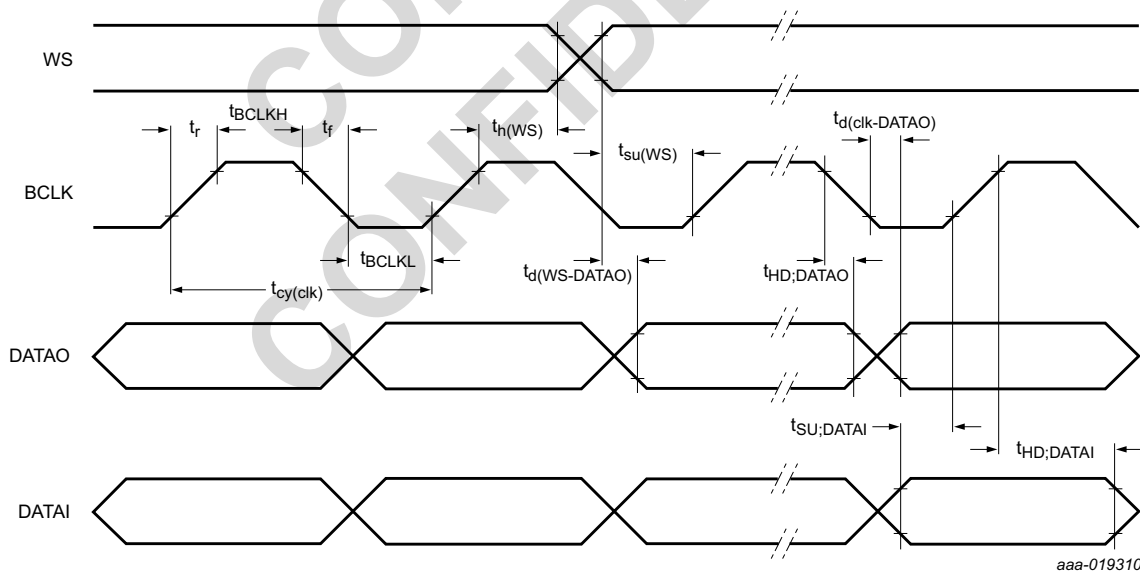 WS
tBCLKH
tr
tf
th(WS)
tsu(WS)
td(clk-DATAO)
BCLK
tBCLKL
tcy(clk)
td(WS-DATAO)
tHD;DATAO
DATAO
tSU;DATAI
tHD;DATAI
DATAI
aaa-019310